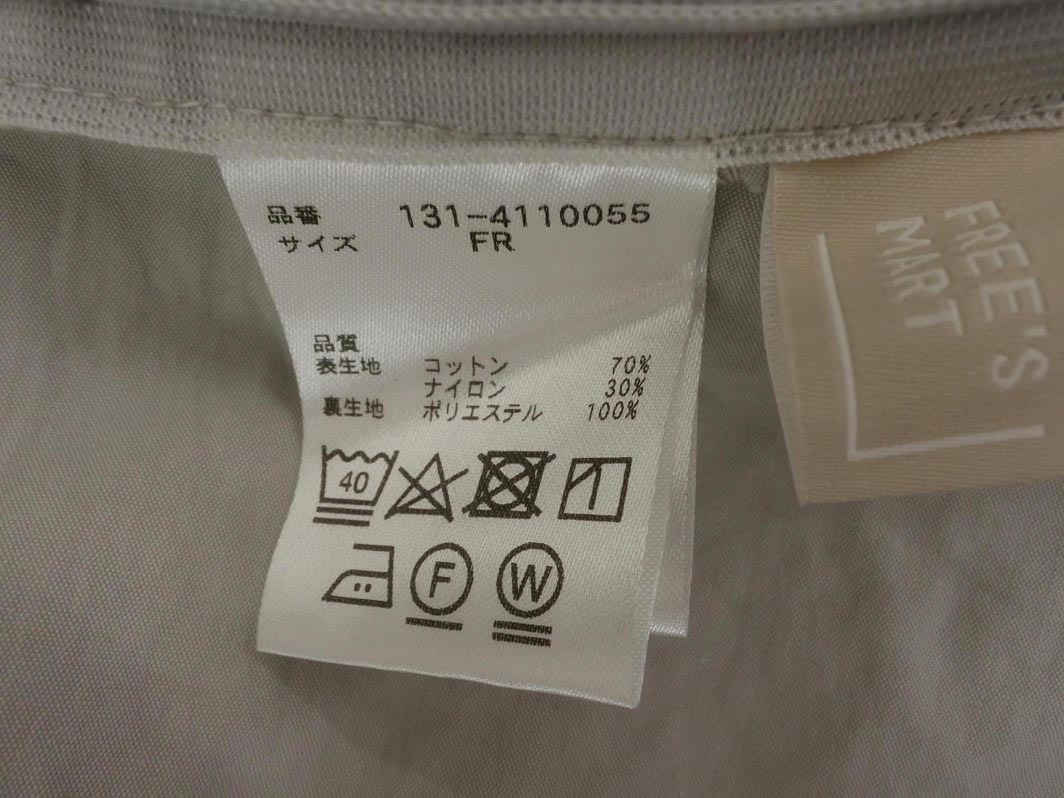 品番 131-4110055
サイズ FR
品質
表生地 コットン 70%
ナイロン 30%
裏生地 ポリエステル 100%
40
F W
FREE'S
MART